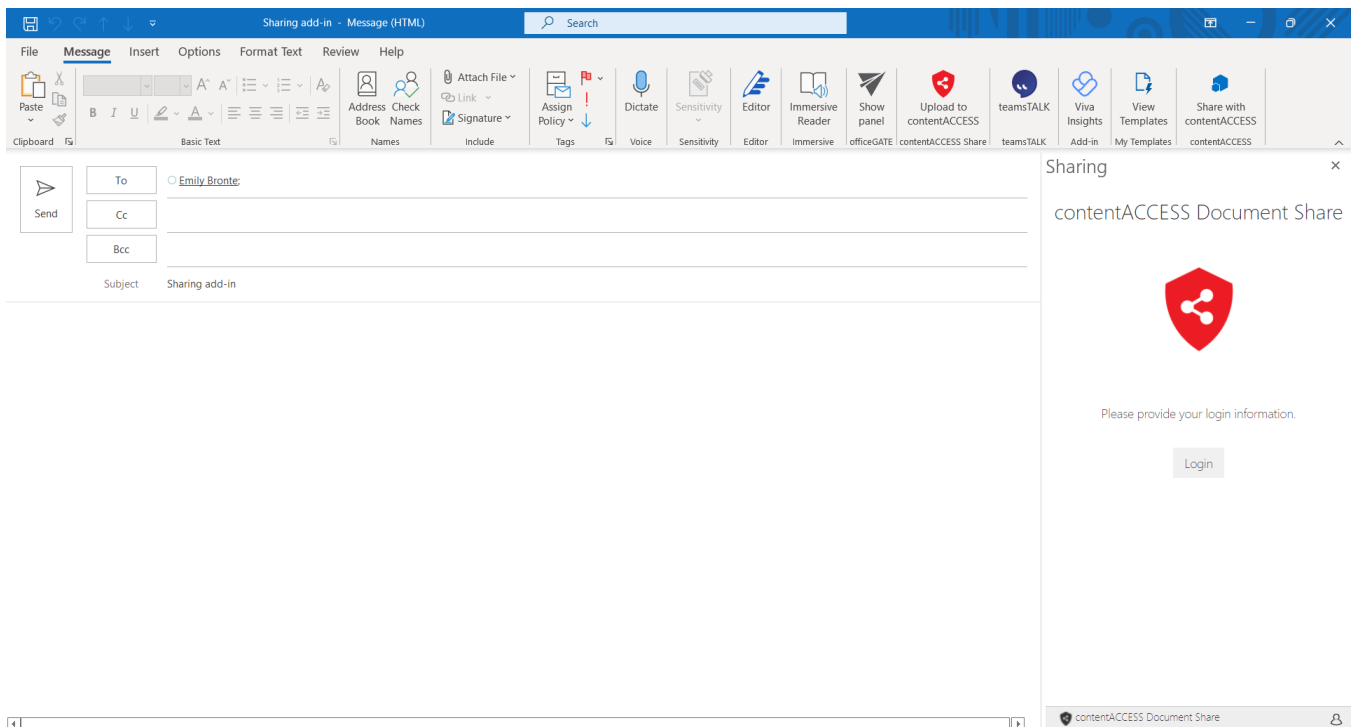 Sharing add-in - Message (HTML)
Search
File Message Insert Options Format Text Review Help
Paste
Clipboard
B I U
Basic Text
Address Book
Check Names
Names
Attach File
Link
Signature
Include
Assign Policy
Tags
Dictate
Voice
Sensitivity
Sensitivity
Editor
Editor
Immersive Reader
Immersive
Show panel
officeGATE
Upload to contentACCESS
contentACCESS Share
teamsTALK
teamsTALK
Viva Insights
Add-in
View Templates
My Templates
Share with contentACCESS
contentACCESS
Send
To
Emily Bronte;
Cc
Bcc
Subject
Sharing add-in
Sharing
contentACCESS Document Share
Please provide your login information.
Login
contentACCESS Document Share